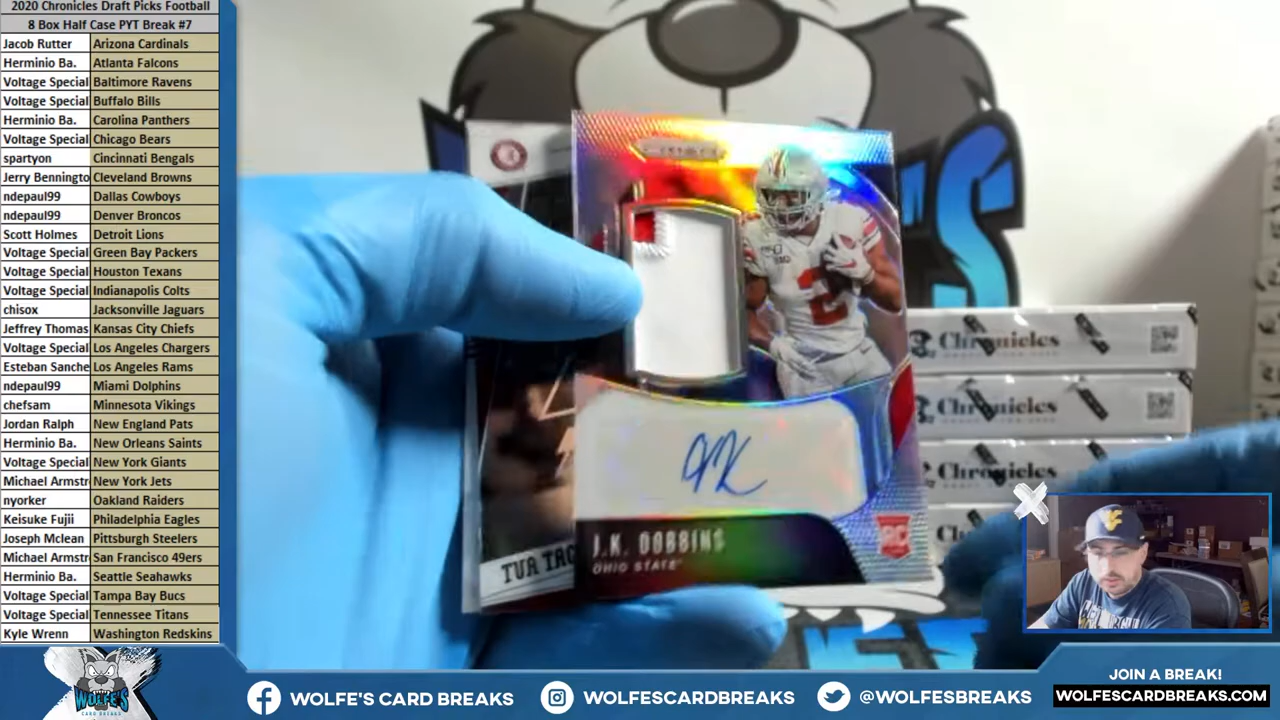 2020 Chronicles Draft Picks Football
8 Box Half Case PYT Break #7
Jacob Rutter Arizona Cardinals
Herminio Ba. Atlanta Falcons
Voltage Special Baltimore Ravens
Voltage Special Buffalo Bills
Herminio Ba. Carolina Panthers
Voltage Special Chicago Bears
spartyon Cincinnati Bengals
Jerry Benningto Cleveland Browns
ndepaul99 Dallas Cowboys
ndepaul99 Denver Broncos
Scott Holmes Detroit Lions
Voltage Special Green Bay Packers
Voltage Special Houston Texans
Voltage Special Indianapolis Colts
chisox Jacksonville Jaguars
Jeffrey Thomas Kansas City Chiefs
Voltage Special Los Angeles Chargers
Esteban Sanche Los Angeles Rams
ndepaul99 Miami Dolphins
chefsam Minnesota Vikings
Jordan Ralph New England Pats
Herminio Ba. New Orleans Saints
Voltage Special New York Giants
Michael Armstr New York Jets
nyorker Oakland Raiders
Keisuke Fujii Philadelphia Eagles
Joseph Mclean Pittsburgh Steelers
Michael Armstr San Francisco 49ers
Herminio Ba. Seattle Seahawks
Voltage Special Tampa Bay Bucs
Voltage Special Tennessee Titans
Kyle Wrenn Washington Redskins
2
JK
J.K. DOBBINS
OHIO STATE
RC
TUA TAG
Chronicles
Chronicles
Chronicles
WOLFE'S
CARD BREAKS
WOLFE'S CARD BREAKS
WOLFESCARDBREAKS
@WOLFESBREAKS
JOIN A BREAK!
WOLFESCARDBREAKS.COM